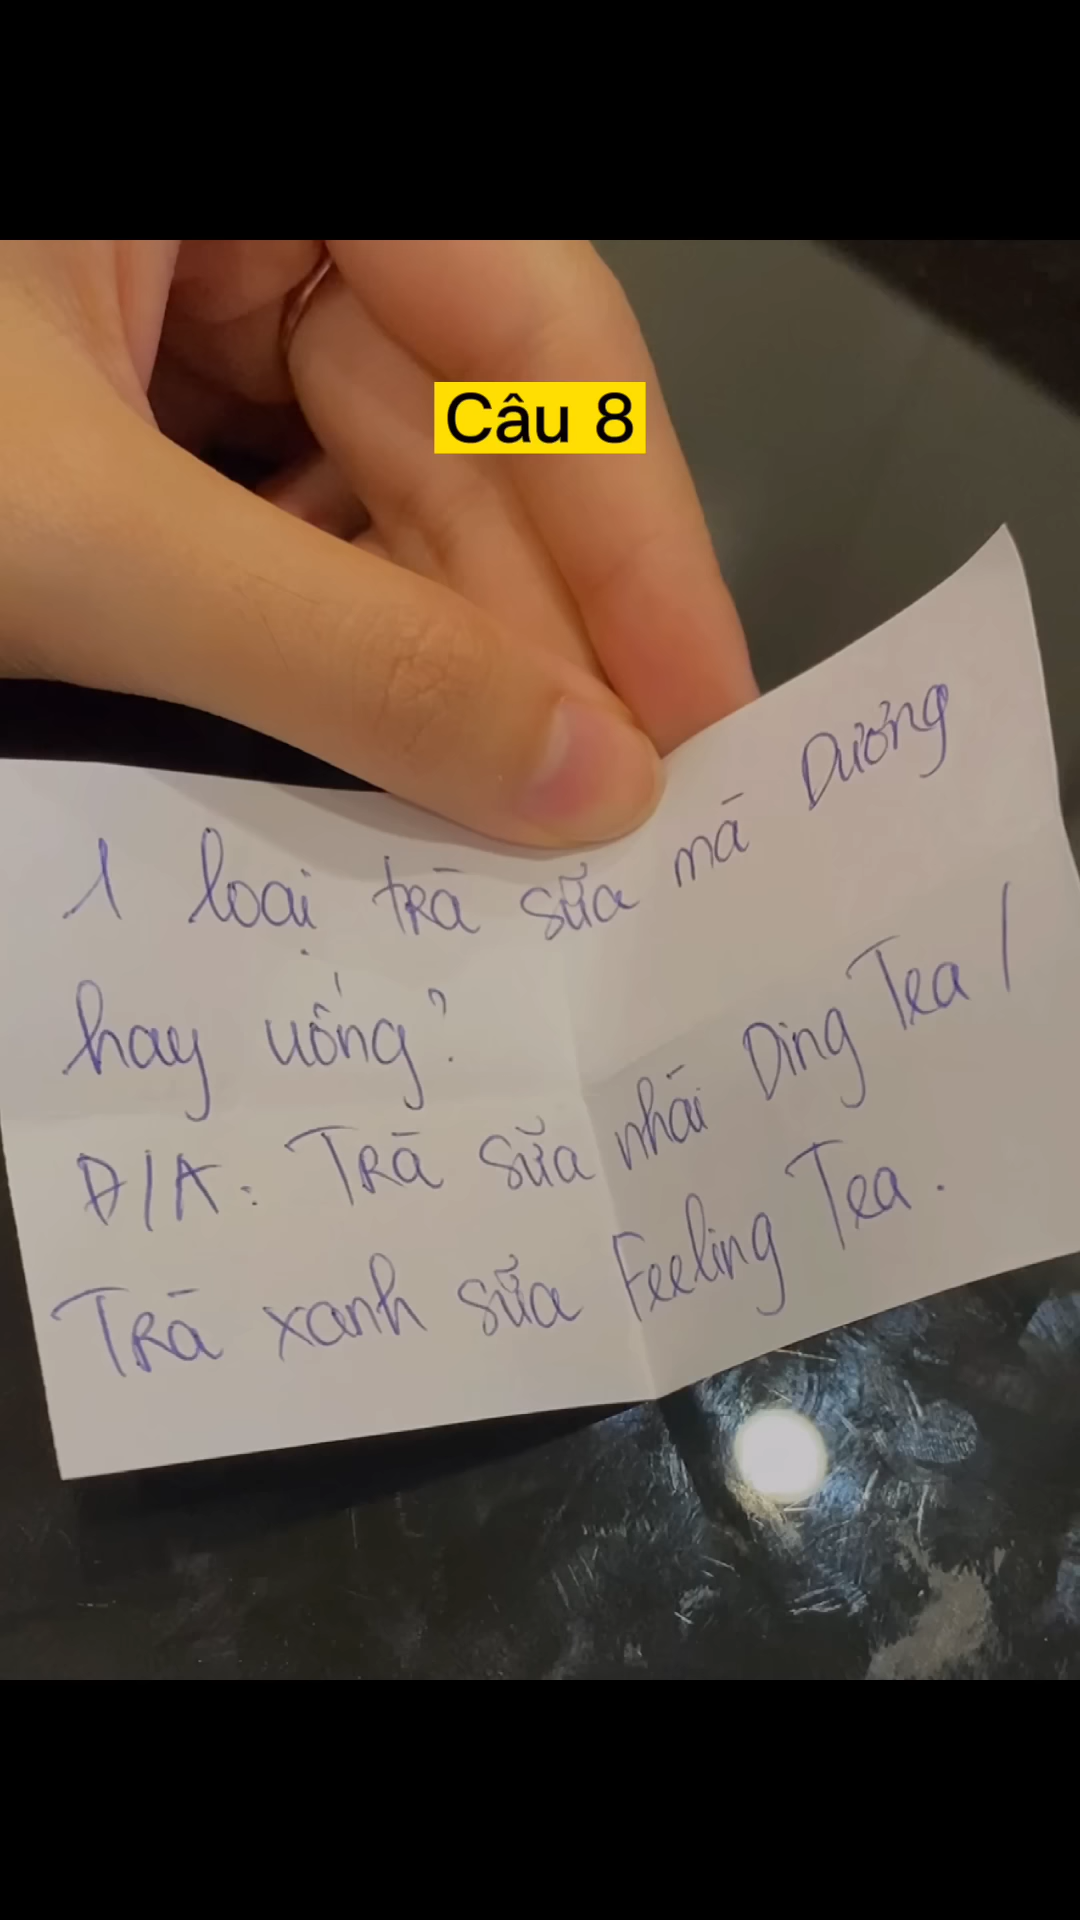 Câu 8
1 loại trà sữa mà Dương
hay uống?
Đ/A: Trà sữa nhài Ding Tea /
Trà xanh sữa Feeling Tea.